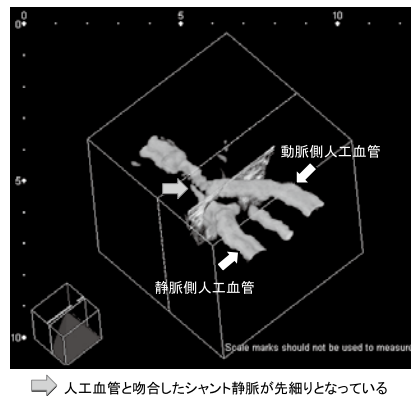 0 5 10
5
10
動脈側人工血管
静脈側人工血管
Scale marks should not be used to measure
人工血管と吻合したシャント静脈が先細りとなっている